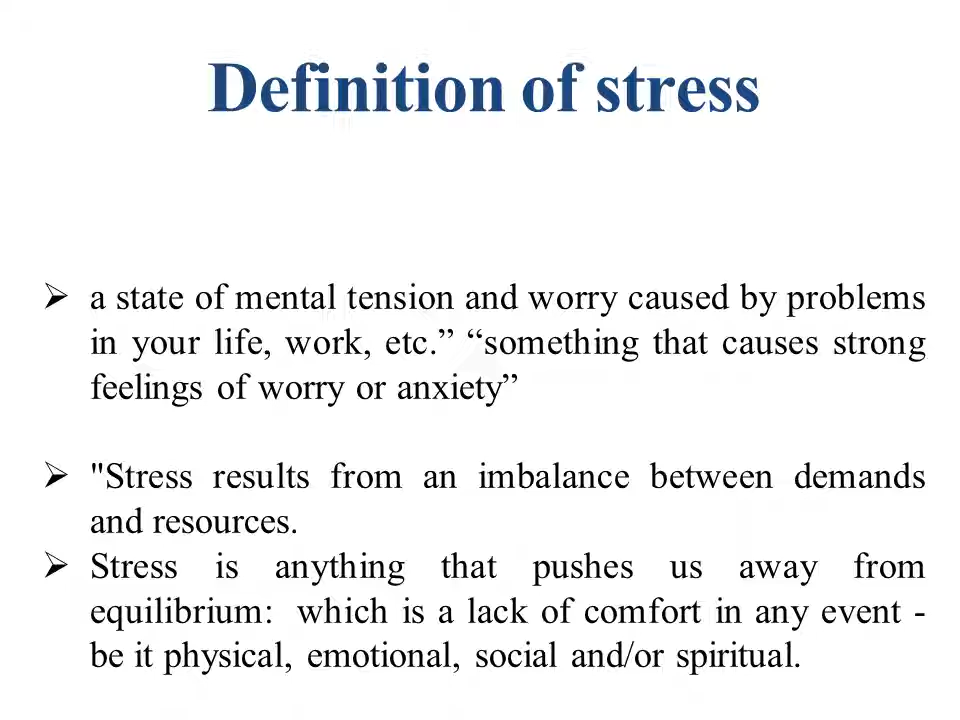 Definition of stress
➢ a state of mental tension and worry caused by problems
in your life, work, etc.” “something that causes strong
feelings of worry or anxiety”
➢ "Stress results from an imbalance between demands
and resources.
➢ Stress is anything that pushes us away from
equilibrium: which is a lack of comfort in any event -
be it physical, emotional, social and/or spiritual.